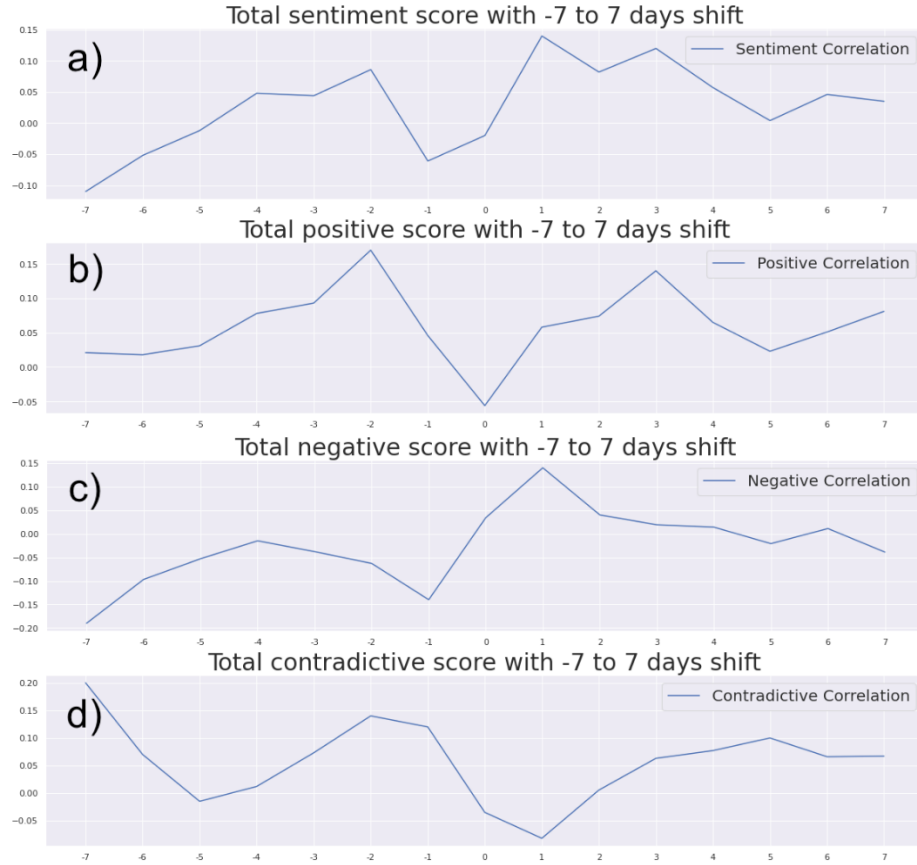 Total sentiment score with -7 to 7 days shift
a)
Sentiment Correlation
0.15
0.10
0.05
0.00
−0.05
−0.10
-7 -6 -5 -4 -3 -2 -1 0 1 2 3 4 5 6 7
Total positive score with -7 to 7 days shift
b)
Positive Correlation
0.15
0.10
0.05
0.00
−0.05
-7 -6 -5 -4 -3 -2 -1 0 1 2 3 4 5 6 7
Total negative score with -7 to 7 days shift
c)
Negative Correlation
0.15
0.10
0.05
0.00
−0.05
−0.10
−0.15
−0.20
-7 -6 -5 -4 -3 -2 -1 0 1 2 3 4 5 6 7
Total contradictive score with -7 to 7 days shift
d)
Contradictive Correlation
0.20
0.15
0.10
0.05
0.00
−0.05
-7 -6 -5 -4 -3 -2 -1 0 1 2 3 4 5 6 7